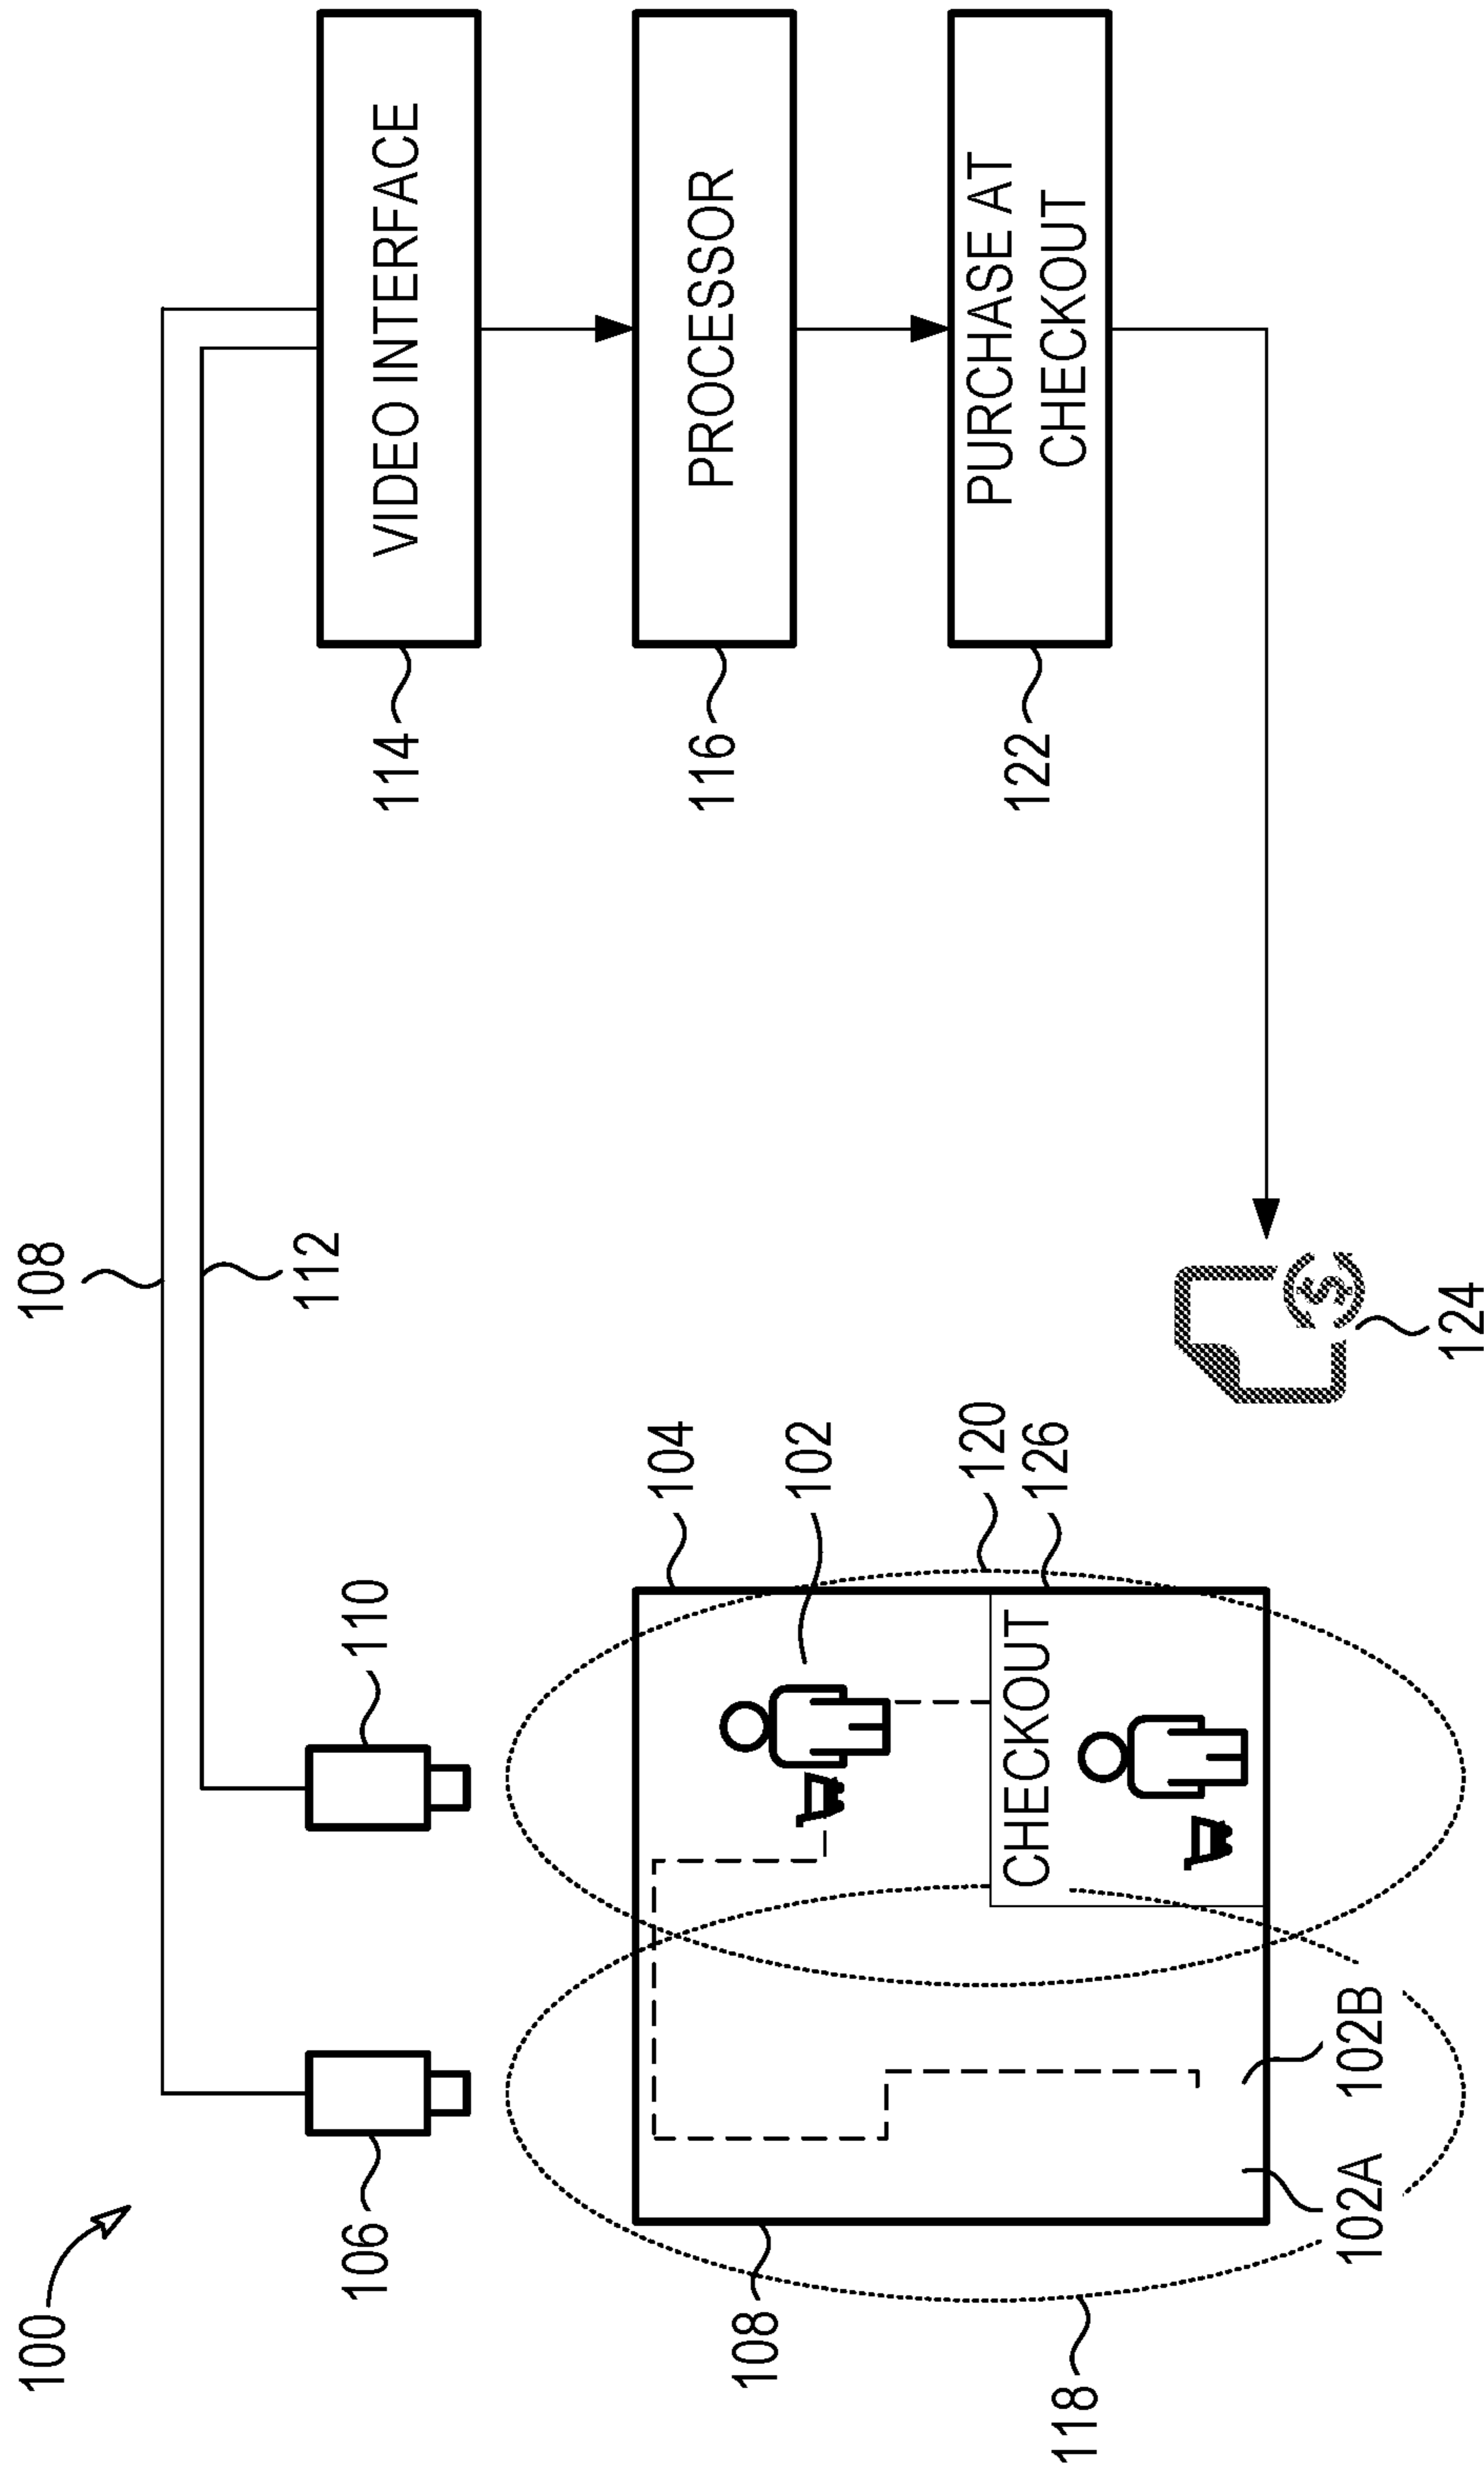 100
108
112
106
110
VIDEO INTERFACE
114
PROCESSOR
116
PURCHASE AT
CHECKOUT
122
108
104
102
118
120
126
CHECKOUT
102A
102B
124
$